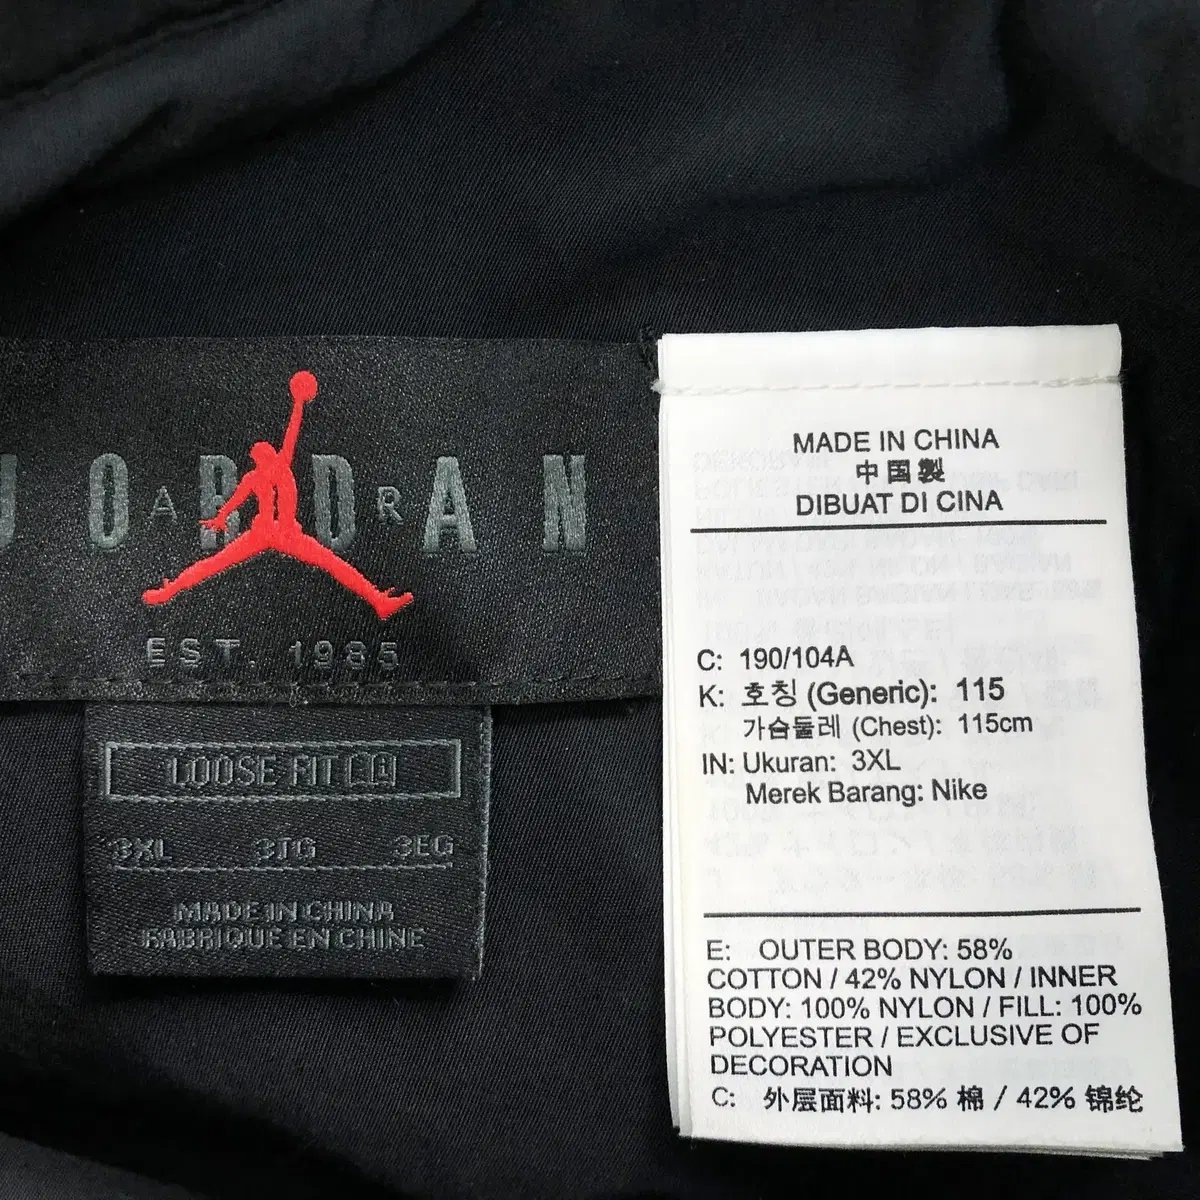 JORDAN
AIR
EST. 1985
LOOSE FIT
3XL 3TG 3EG
MADE IN CHINA
FABRIQUÉ EN CHINE
MADE IN CHINA
中国製
DIBUAT DI CINA
C: 190/104A
K: 호칭 (Generic): 115
가슴둘레 (Chest): 115cm
IN: Ukuran: 3XL
Merek Barang: Nike
E: OUTER BODY: 58%
COTTON / 42% NYLON / INNER
BODY: 100% NYLON / FILL: 100%
POLYESTER / EXCLUSIVE OF
DECORATION
C: 外层面料: 58% 棉 / 42% 锦纶